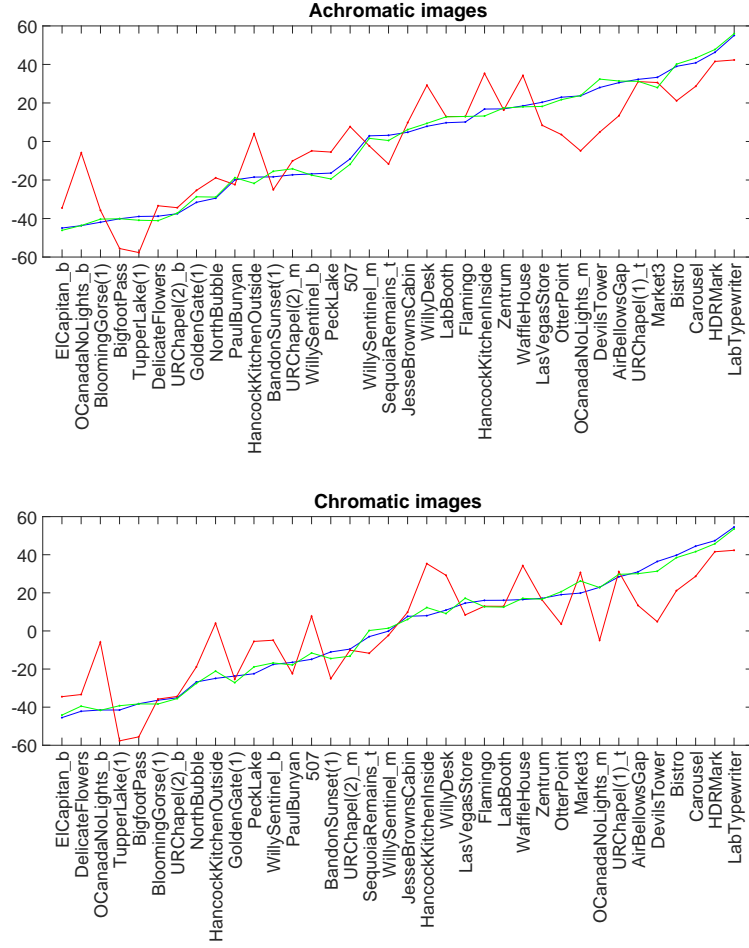 Achromatic images
60
40
20
0
-20
-40
-60
ElCapitan_b
OCanadaNoLights_b
BloomingGorse(1)
BigfootPass
TupperLake(1)
DelicateFlowers
URChapel(2)_b
GoldenGate(1)
NorthBubble
PaulBunyan
HancockKitchenOutside
BandonSunset(1)
URChapel(2)_m
WillySentinel_b
PeckLake
507
WillySentinel_m
SequoiaRemains_t
JesseBrownsCabin
WillyDesk
LabBooth
Flamingo
HancockKitchenInside
Zentrum
WaffleHouse
LasVegasStore
OtterPoint
OCanadaNoLights_m
DevilsTower
AirBellowsGap
URChapel(1)_t
Market3
Bistro
Carousel
HDRMark
LabTypewriter
Chromatic images
60
40
20
0
-20
-40
-60
ElCapitan_b
DelicateFlowers
OCanadaNoLights_b
TupperLake(1)
BigfootPass
BloomingGorse(1)
URChapel(2)_b
NorthBubble
HancockKitchenOutside
GoldenGate(1)
PeckLake
WillySentinel_b
PaulBunyan
507
BandonSunset(1)
URChapel(2)_m
SequoiaRemains_t
WillySentinel_m
JesseBrownsCabin
HancockKitchenInside
WillyDesk
LasVegasStore
Flamingo
LabBooth
WaffleHouse
Zentrum
OtterPoint
Market3
OCanadaNoLights_m
URChapel(1)_t
AirBellowsGap
DevilsTower
Bistro
Carousel
HDRMark
LabTypewriter